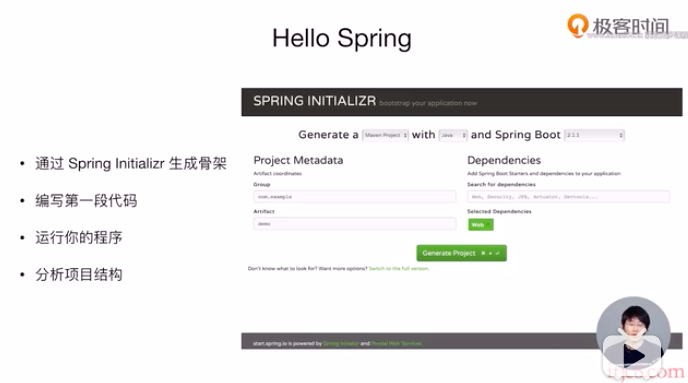 极客时间
Hello Spring
SPRING INITIALIZR bootstrap your application now
Generate a Maven Project with Java and Spring Boot 2.1.1
通过 Spring Initializr 生成骨架
编写第一段代码
运行你的程序
分析项目结构
Project Metadata
Artifact coordinates
Group
com.example
Artifact
demo
Dependencies
Add Spring Boot Starters and dependencies to your application
Search for dependencies
Web, Security, JPA, Actuator, Devtools...
Selected Dependencies
Web
Generate Project
Don't know what to look for? Want more options? Switch to the full version.
start.spring.io is powered by Spring Initializr and Pivotal Web Services